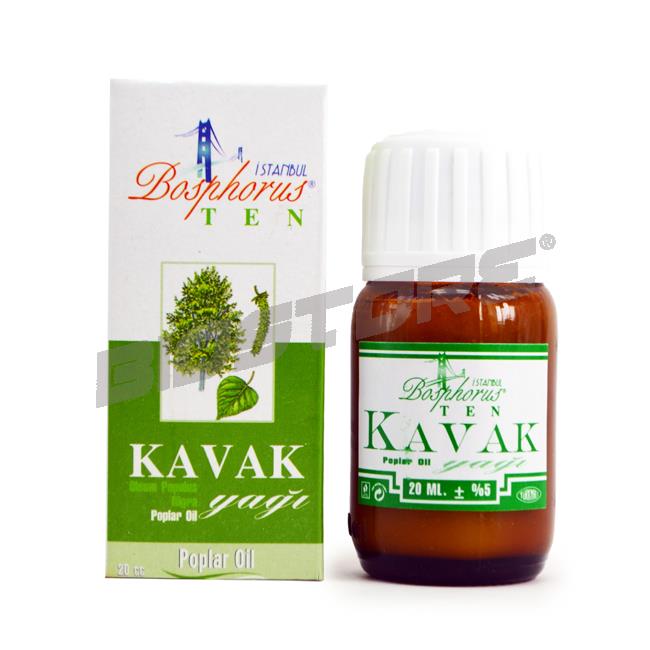 İSTANBUL
Bosphorus®
TEN
KAVAK
yağı
Poplar Oil
Poplar Oil
20 cc
İSTANBUL
Bosphorus®
TEN
KAVAK
Poplar Oil yağı
20 ML. ± %5